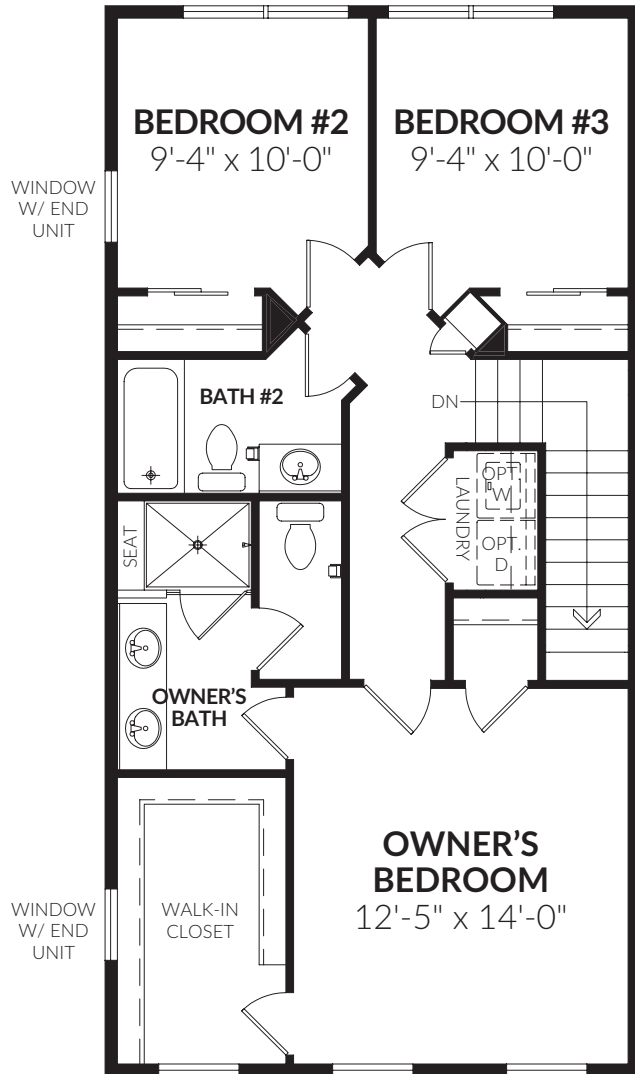 BEDROOM #2
9'-4" x 10'-0"
BEDROOM #3
9'-4" x 10'-0"
WINDOW
W/ END
UNIT
BATH #2
DN
OPT.
W
LAUNDRY
OPT.
D
SEAT
OWNER'S
BATH
OWNER'S
BEDROOM
12'-5" x 14'-0"
WALK-IN
CLOSET
WINDOW
W/ END
UNIT